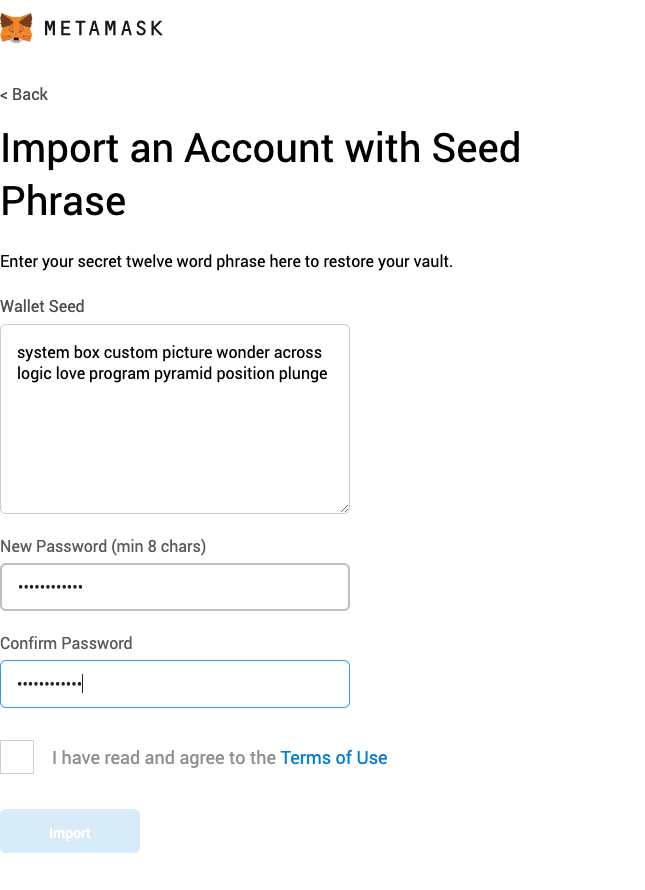 METAMASK
< Back
Import an Account with Seed
Phrase
Enter your secret twelve word phrase here to restore your vault.
Wallet Seed
system box custom picture wonder across
logic love program pyramid position plunge
New Password (min 8 chars)
••••••••••••
Confirm Password
••••••••••••
I have read and agree to the Terms of Use
Import